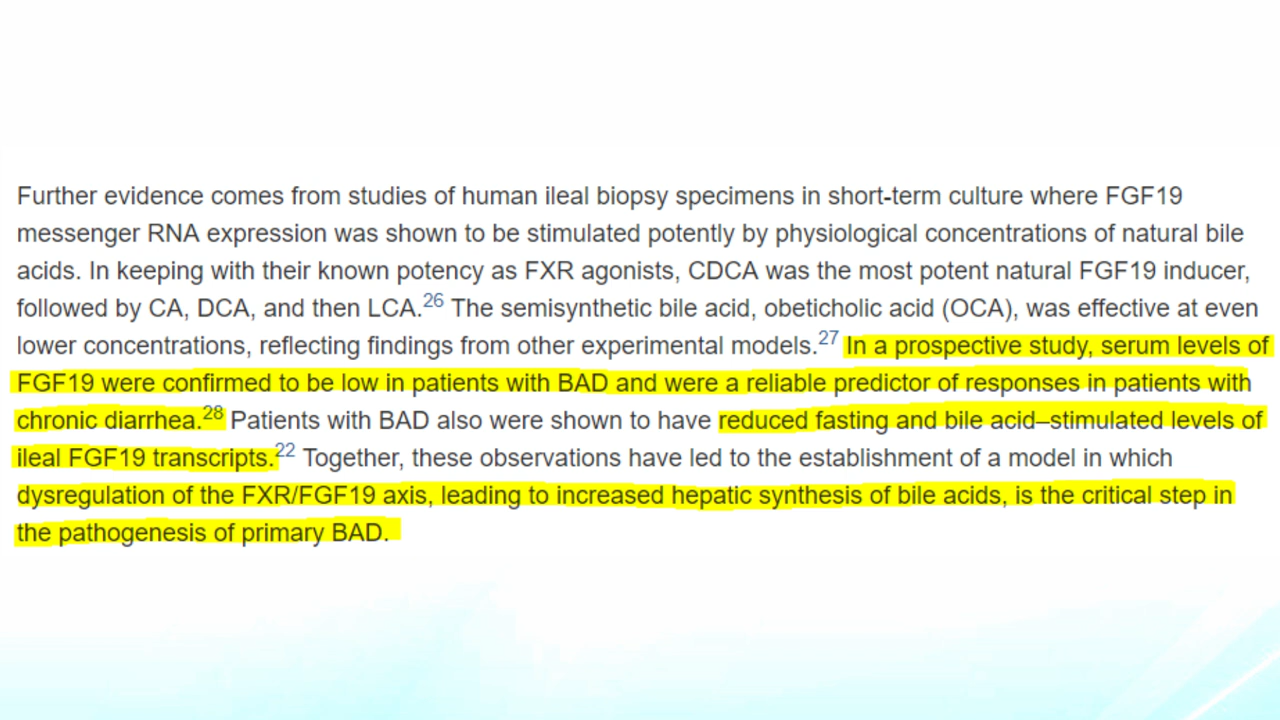 Further evidence comes from studies of human ileal biopsy specimens in short-term culture where FGF19
messenger RNA expression was shown to be stimulated potently by physiological concentrations of natural bile
acids. In keeping with their known potency as FXR agonists, CDCA was the most potent natural FGF19 inducer,
followed by CA, DCA, and then LCA.26 The semisynthetic bile acid, obeticholic acid (OCA), was effective at even
lower concentrations, reflecting findings from other experimental models.27 In a prospective study, serum levels of
FGF19 were confirmed to be low in patients with BAD and were a reliable predictor of responses in patients with
chronic diarrhea.28 Patients with BAD also were shown to have reduced fasting and bile acid–stimulated levels of
ileal FGF19 transcripts.22 Together, these observations have led to the establishment of a model in which
dysregulation of the FXR/FGF19 axis, leading to increased hepatic synthesis of bile acids, is the critical step in
the pathogenesis of primary BAD.